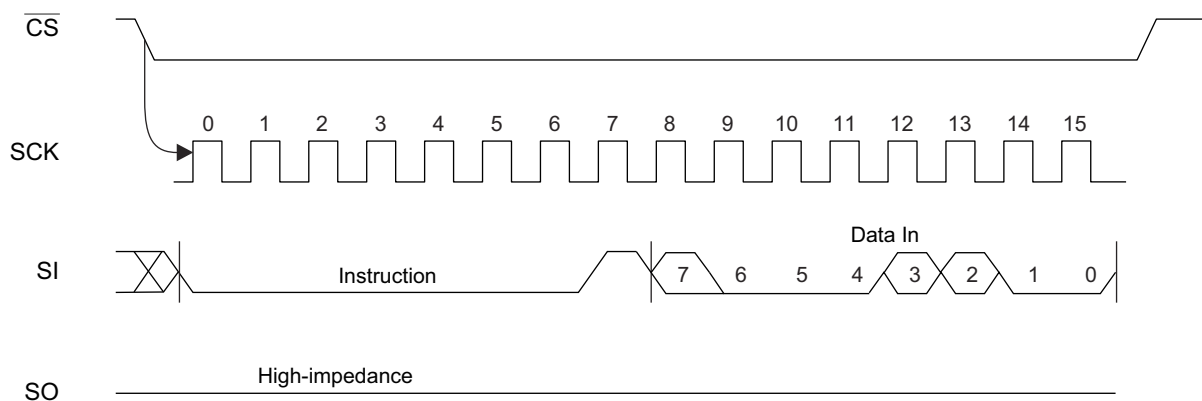 CS
0 1 2 3 4 5 6 7 8 9 10 11 12 13 14 15
SCK
Data In
SI
Instruction
7 6 5 4 3 2 1 0
High-impedance
SO